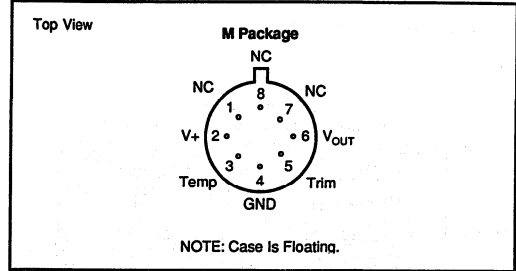 Top View
M Package
NC
NC NC
8
1 7
V+ 2 6 VOUT
3 5
4
Temp Trim
GND
NOTE: Case Is Floating.